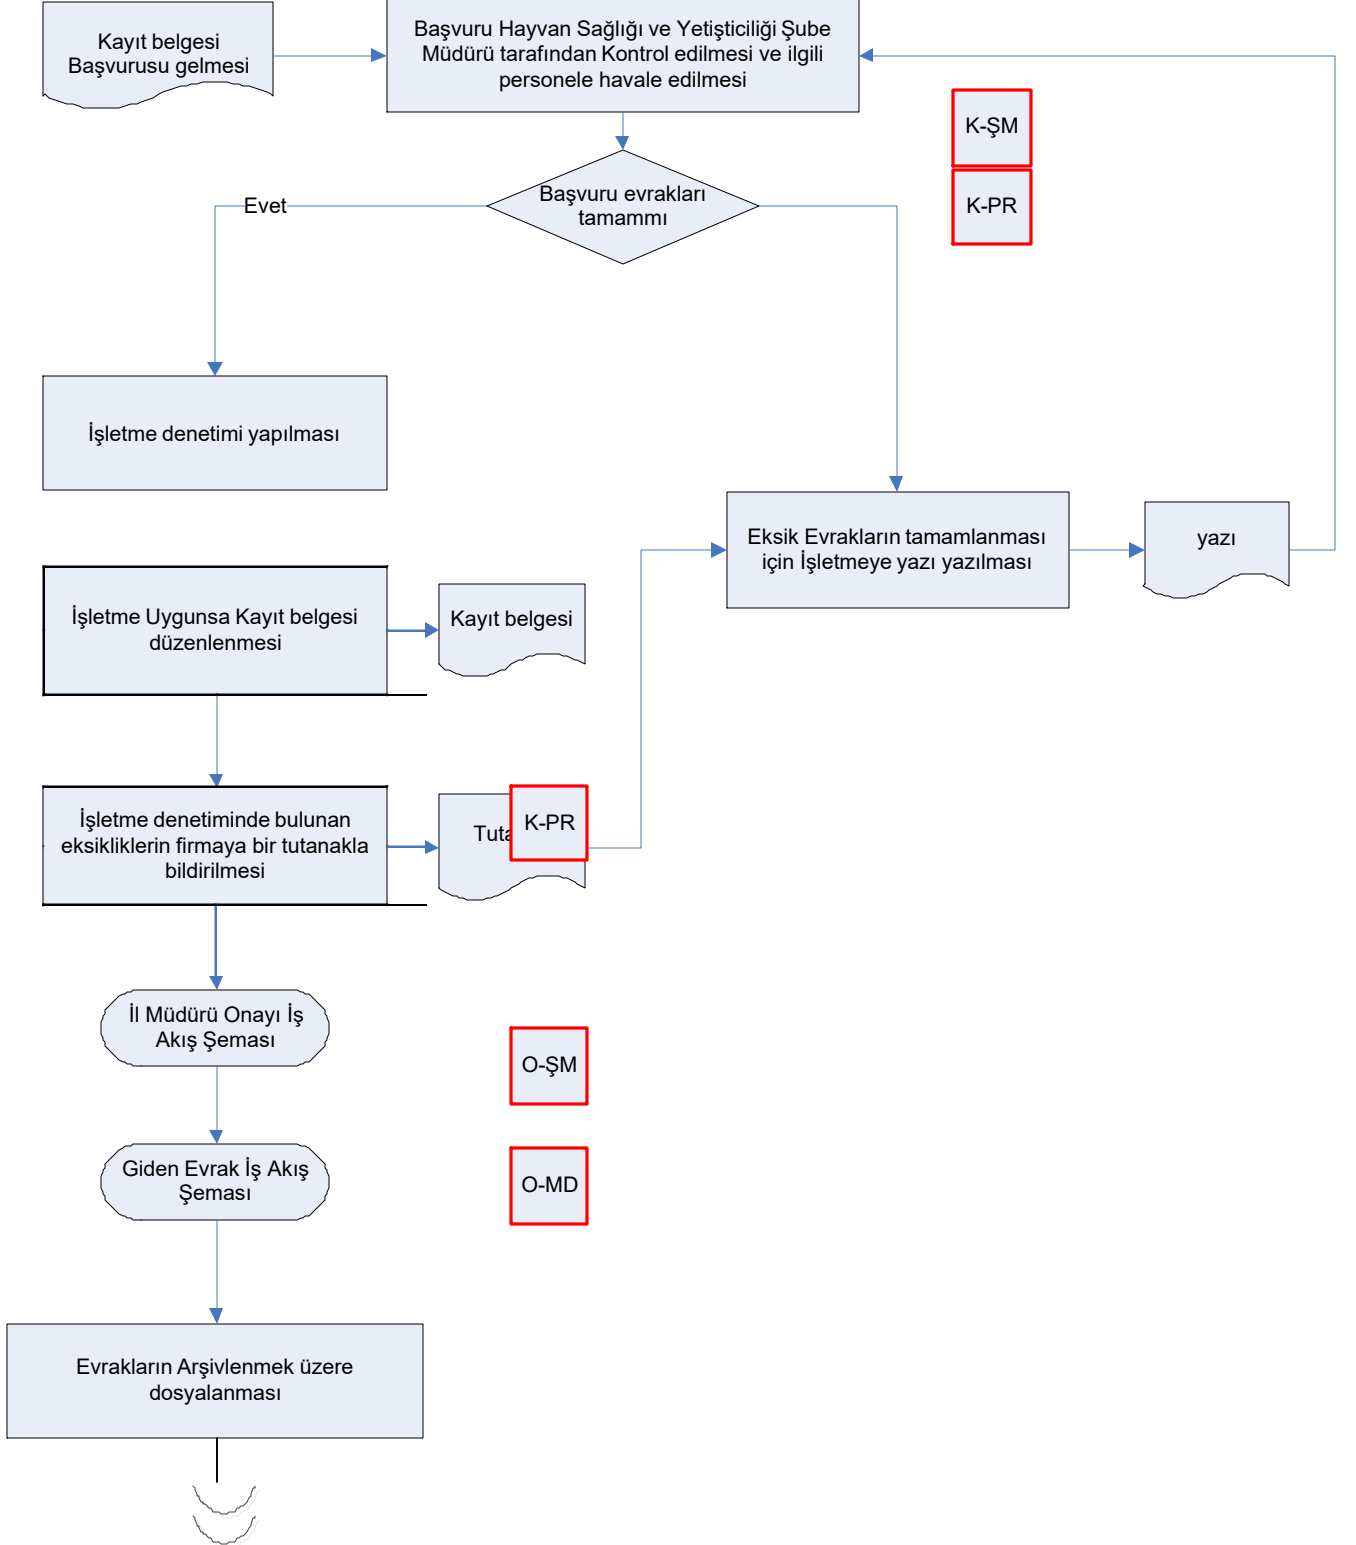 Kayıt belgesi
Başvurusu gelmesi
Başvuru Hayvan Sağlığı ve Yetişticiliği Şube
Müdürü tarafından Kontrol edilmesi ve ilgili
personele havale edilmesi
K-ŞM
K-PR
Başvuru evrakları
tamammı
Evet
İşletme denetimi yapılması
Eksik Evrakların tamamlanması
için İşletmeye yazı yazılması
yazı
İşletme Uygunsa Kayıt belgesi
düzenlenmesi
Kayıt belgesi
İşletme denetiminde bulunan
eksikliklerin firmaya bir tutanakla
bildirilmesi
K-PR
İl Müdürü Onayı İş
Akış Şeması
O-ŞM
Giden Evrak İş Akış
Şeması
O-MD
Evrakların Arşivlenmek üzere
dosyalanması